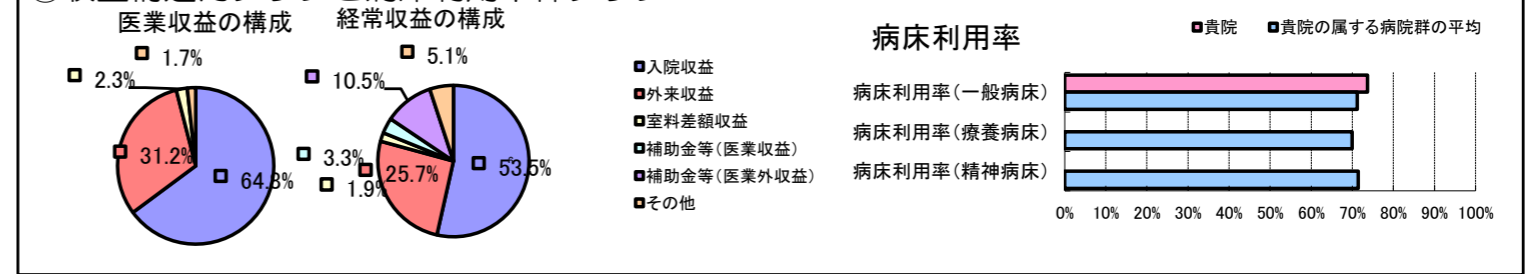 医業収益の構成
1.7%
2.3%
31.2%
64.8%
経常収益の構成
5.1%
10.5%
3.3%
1.9%
25.7%
53.5%
入院収益
外来収益
室料差額収益
補助金等(医業収益)
補助金等(医業外収益)
その他
病床利用率
貴院 貴院の属する病院群の平均
病床利用率(一般病床)
病床利用率(療養病床)
病床利用率(精神病床)
0% 10% 20% 30% 40% 50% 60% 70% 80% 90% 100%